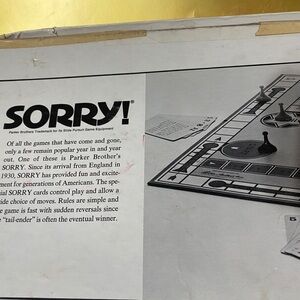 SORRY!®
Parker Brothers Trademark for its Slide Pursuit Game Equipment
Of all the games that have come and gone,
only a few remain popular year in and year
out. One of these is Parker Brother's
SORRY. Since its arrival from England in
1930, SORRY has provided fun and excite-
ment for generations of Americans. The spe-
ial SORRY cards control play and allow a
ide choice of moves. Rules are simple and
e game is fast with sudden reversals since
e "tail-ender" is often the eventual winner.
5